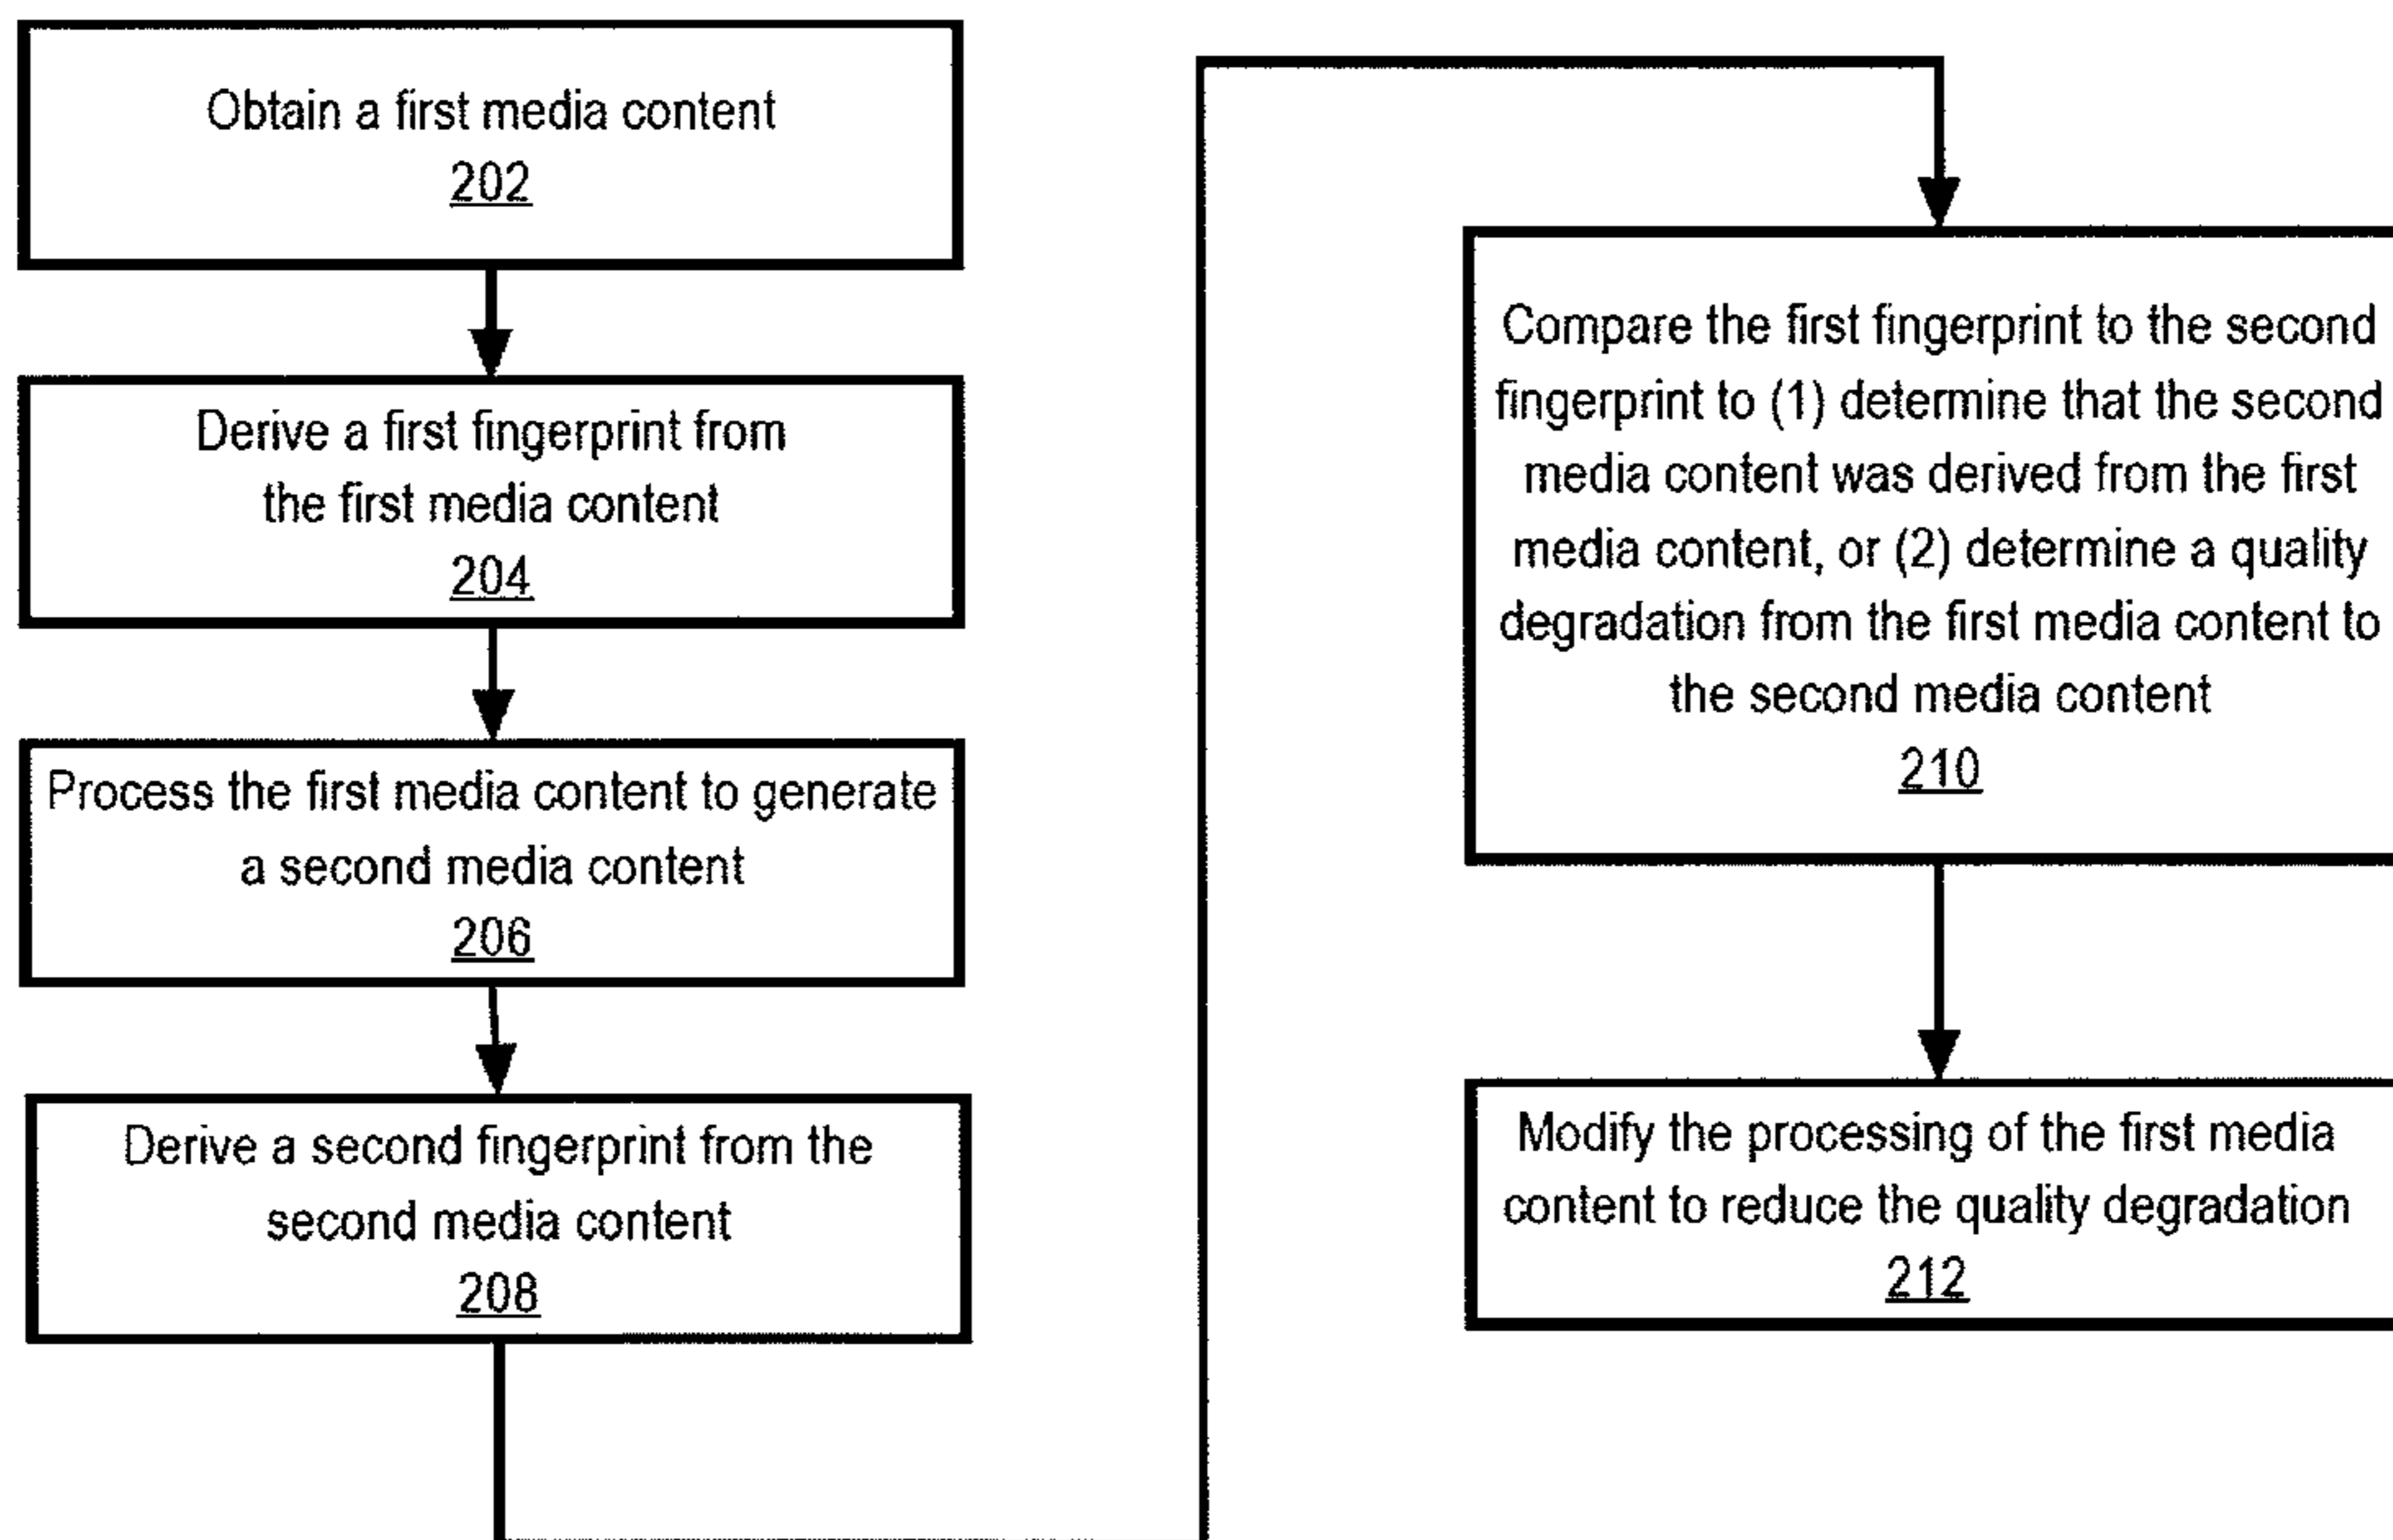 Obtain a first media content
202
Derive a first fingerprint from
the first media content
204
Process the first media content to generate
a second media content
206
Derive a second fingerprint from the
second media content
208
Compare the first fingerprint to the second
fingerprint to (1) determine that the second
media content was derived from the first
media content, or (2) determine a quality
degradation from the first media content to
the second media content
210
Modify the processing of the first media
content to reduce the quality degradation
212